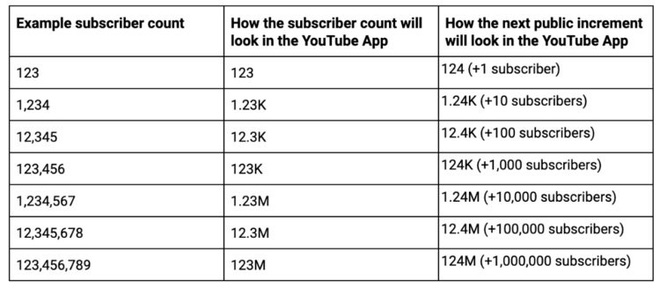 Example subscriber count
How the subscriber count will
look in the YouTube App
How the next public increment
will look in the YouTube App
123
123
124 (+1 subscriber)
1,234
1.23K
1.24K (+10 subscribers)
12,345
12.3K
12.4K (+100 subscribers)
123,456
123K
124K (+1,000 subscribers)
1,234,567
1.23M
1.24M (+10,000 subscribers)
12,345,678
12.3M
12.4M (+100,000 subscribers)
123,456,789
123M
124M (+1,000,000 subscribers)